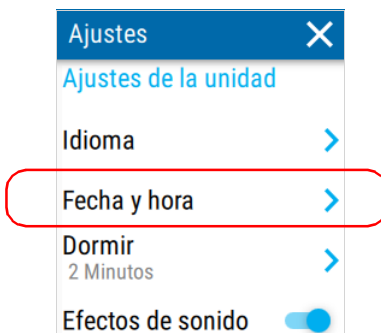 Ajustes
Ajustes de la unidad
Idioma
Fecha y hora
Dormir
2 Minutos
Efectos de sonido